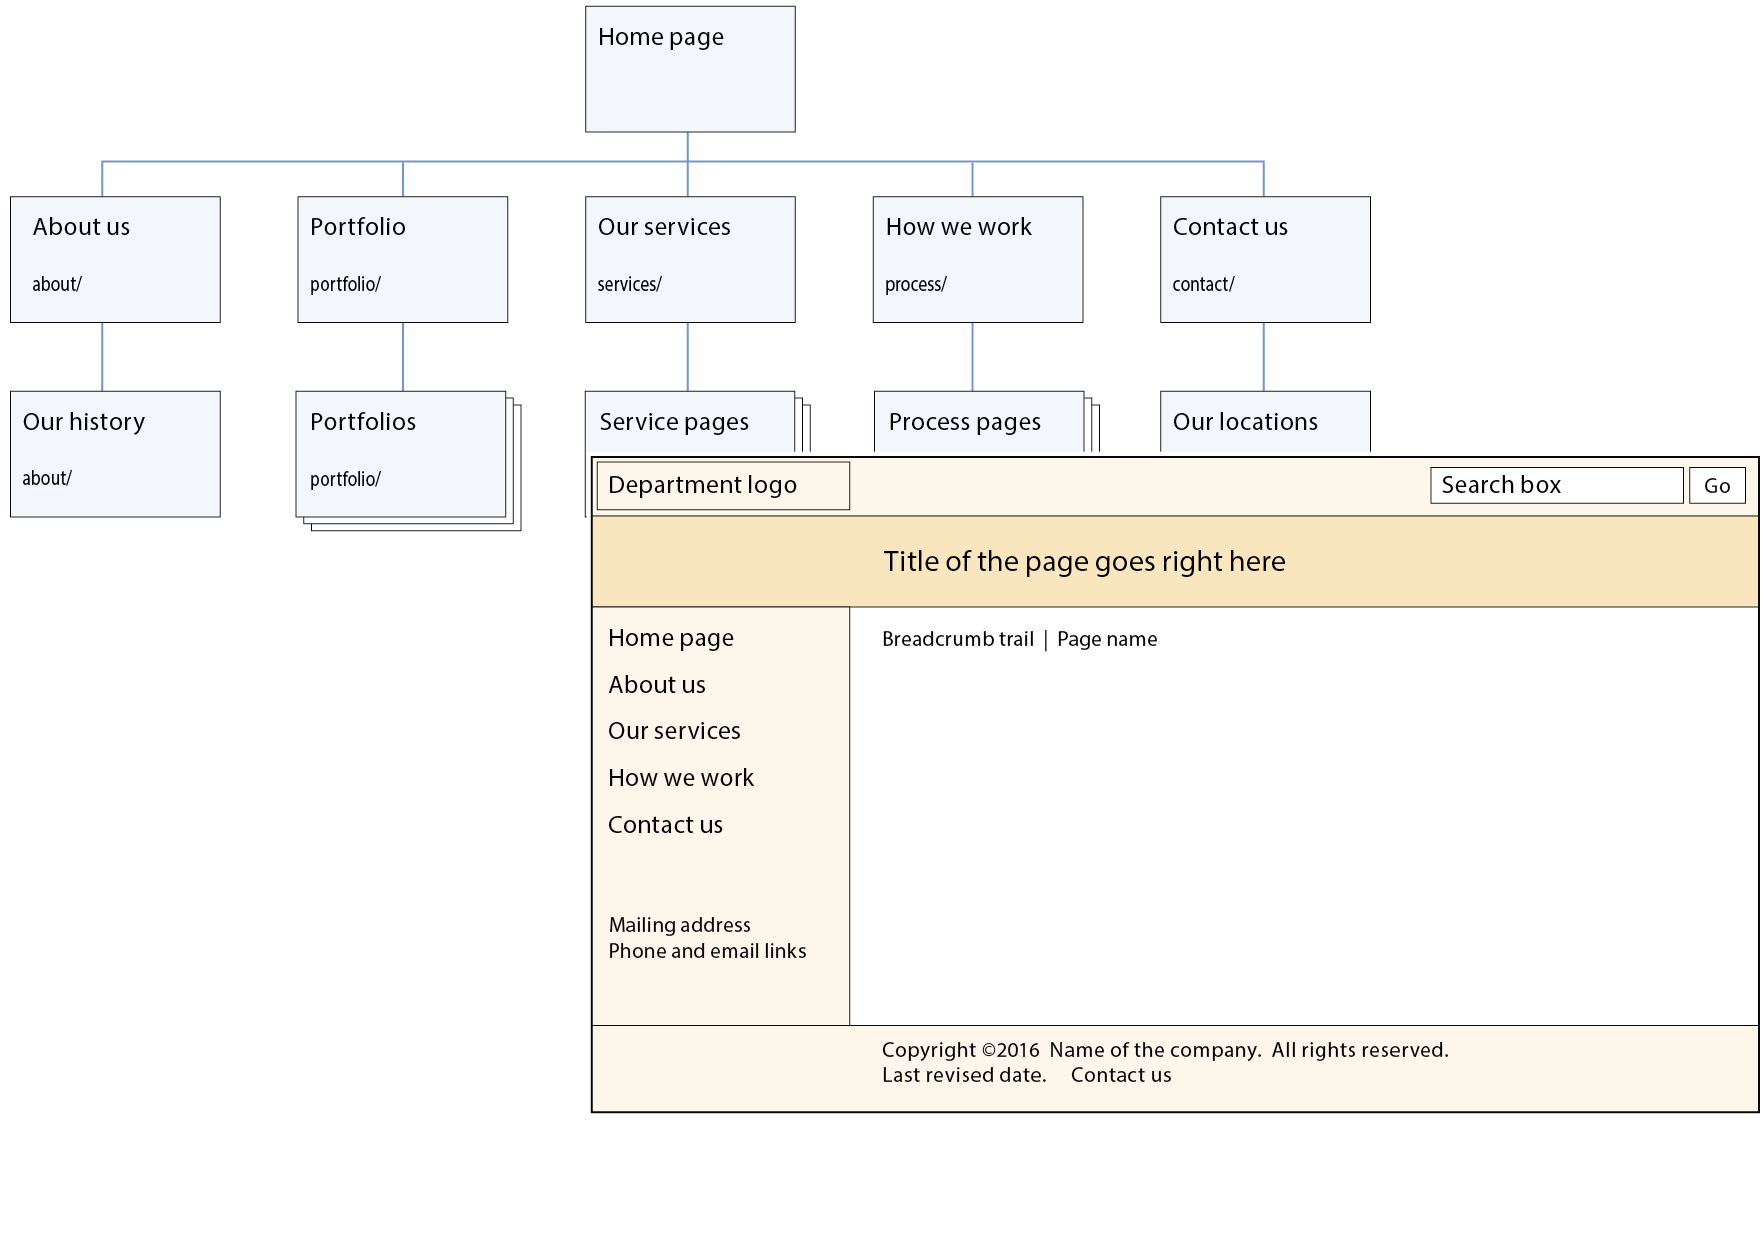 Home page
About us
Portfolio
Our services
How we work
Contact us
about/
portfolio/
services/
process/
contact/
Our history
Portfolios
Service pages
Process pages
Our locations
about/
portfolio/
Department logo
Search box
Go
Title of the page goes right here
Home page
About us
Our services
How we work
Contact us
Mailing address
Phone and email links
Breadcrumb trail | Page name
Copyright ©2016 Name of the company. All rights reserved.
Last revised date. Contact us